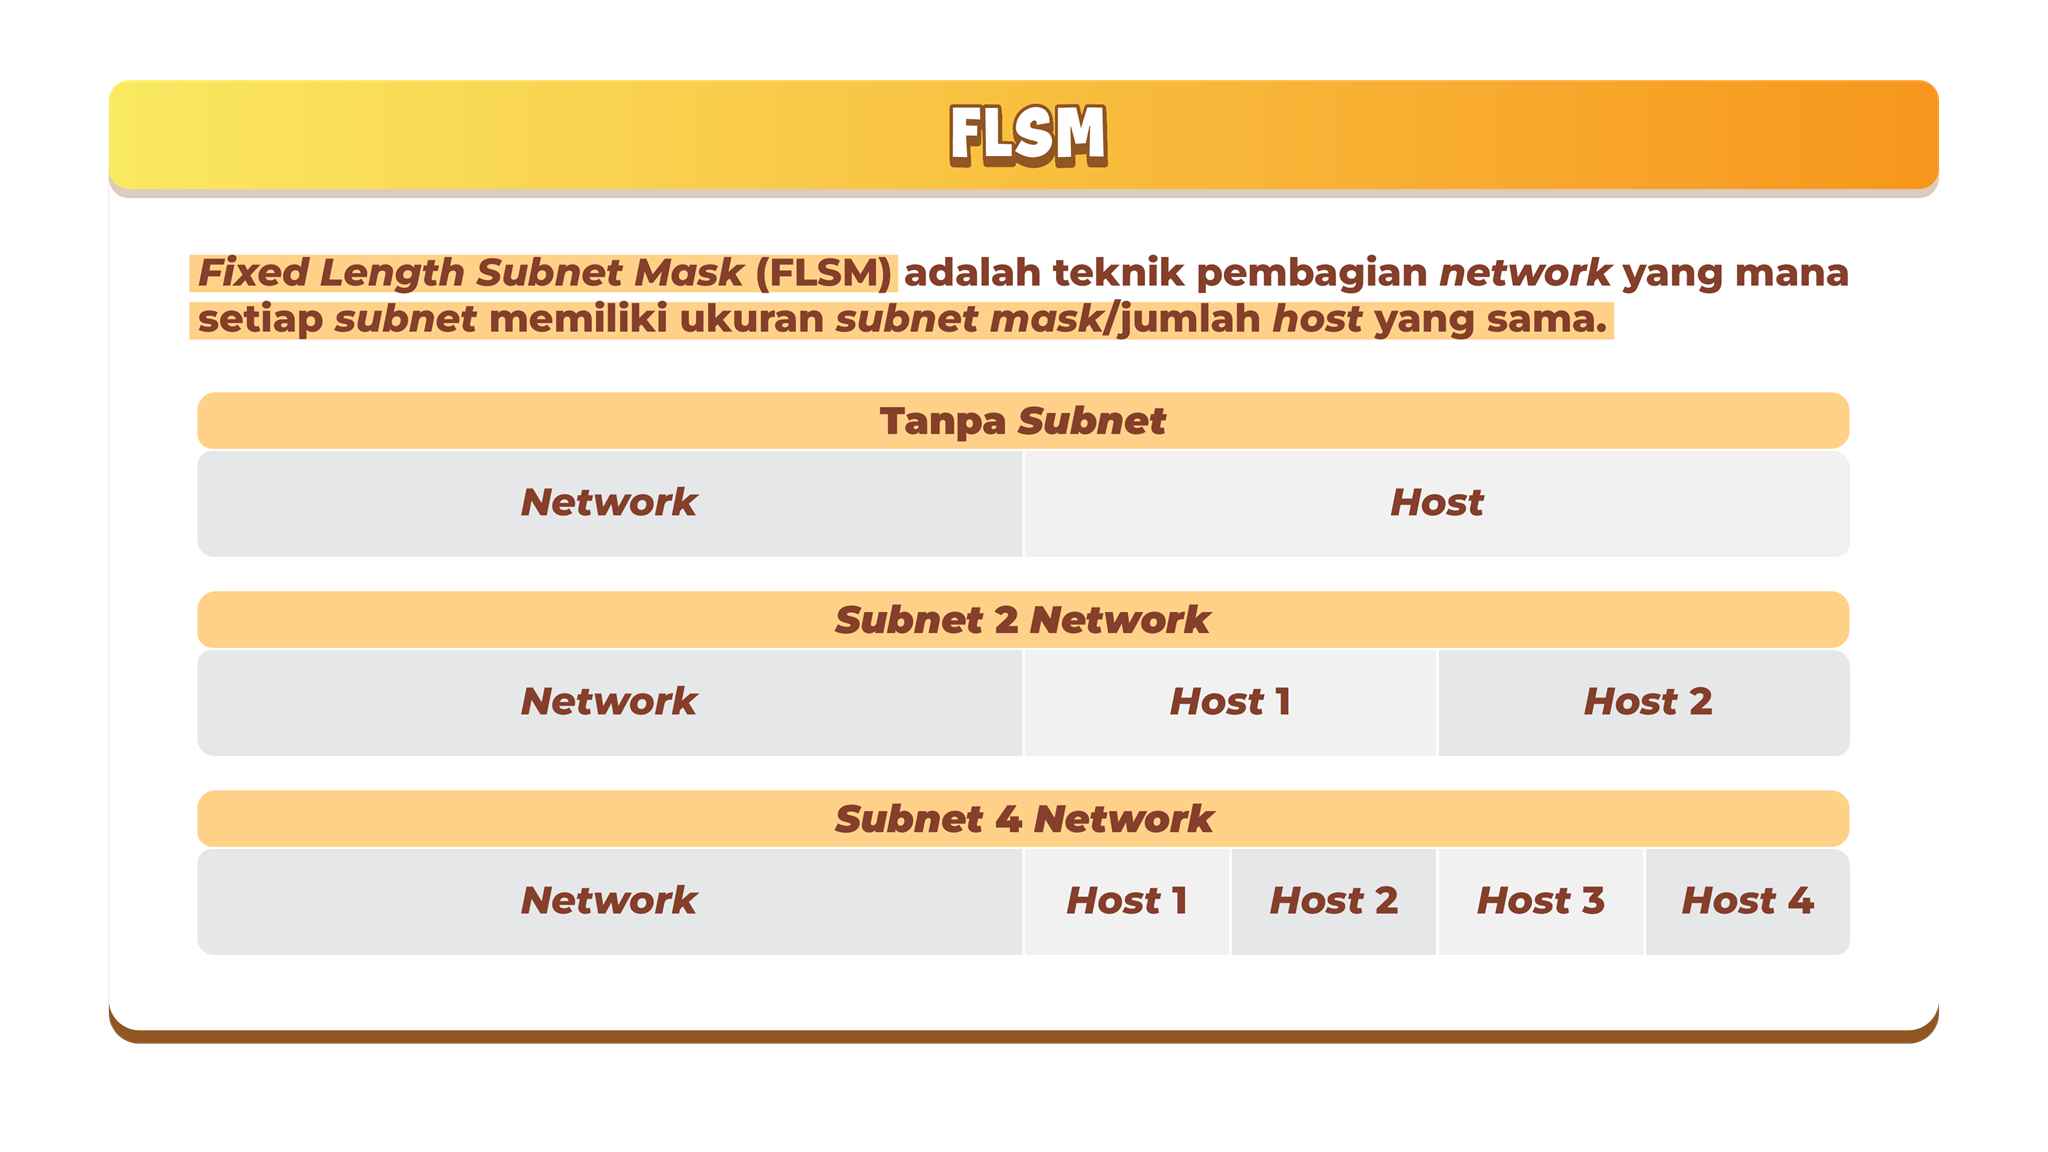 FLSM
Fixed Length Subnet Mask (FLSM) adalah teknik pembagian network yang mana
setiap subnet memiliki ukuran subnet mask/jumlah host yang sama.
Tanpa Subnet
Network Host
Subnet 2 Network
Network Host 1 Host 2
Subnet 4 Network
Network Host 1 Host 2 Host 3 Host 4